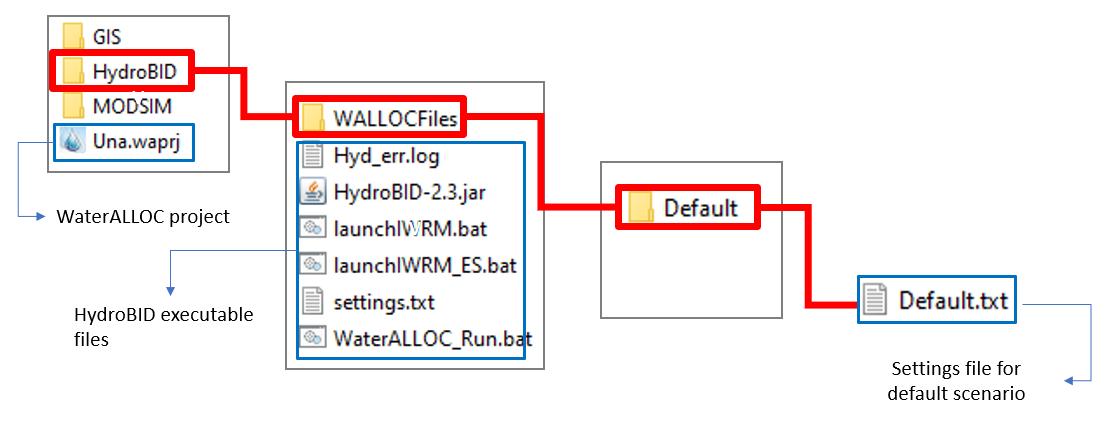 GIS
HydroBID
MODSIM
Una.waprj
WaterALLOC project
WALLOCFiles
Hyd_err.log
HydroBID-2.3.jar
launchIWRM.bat
launchIWRM_ES.bat
settings.txt
WaterALLOC_Run.bat
HydroBID executable
files
Default
Default.txt
Settings file for
default scenario